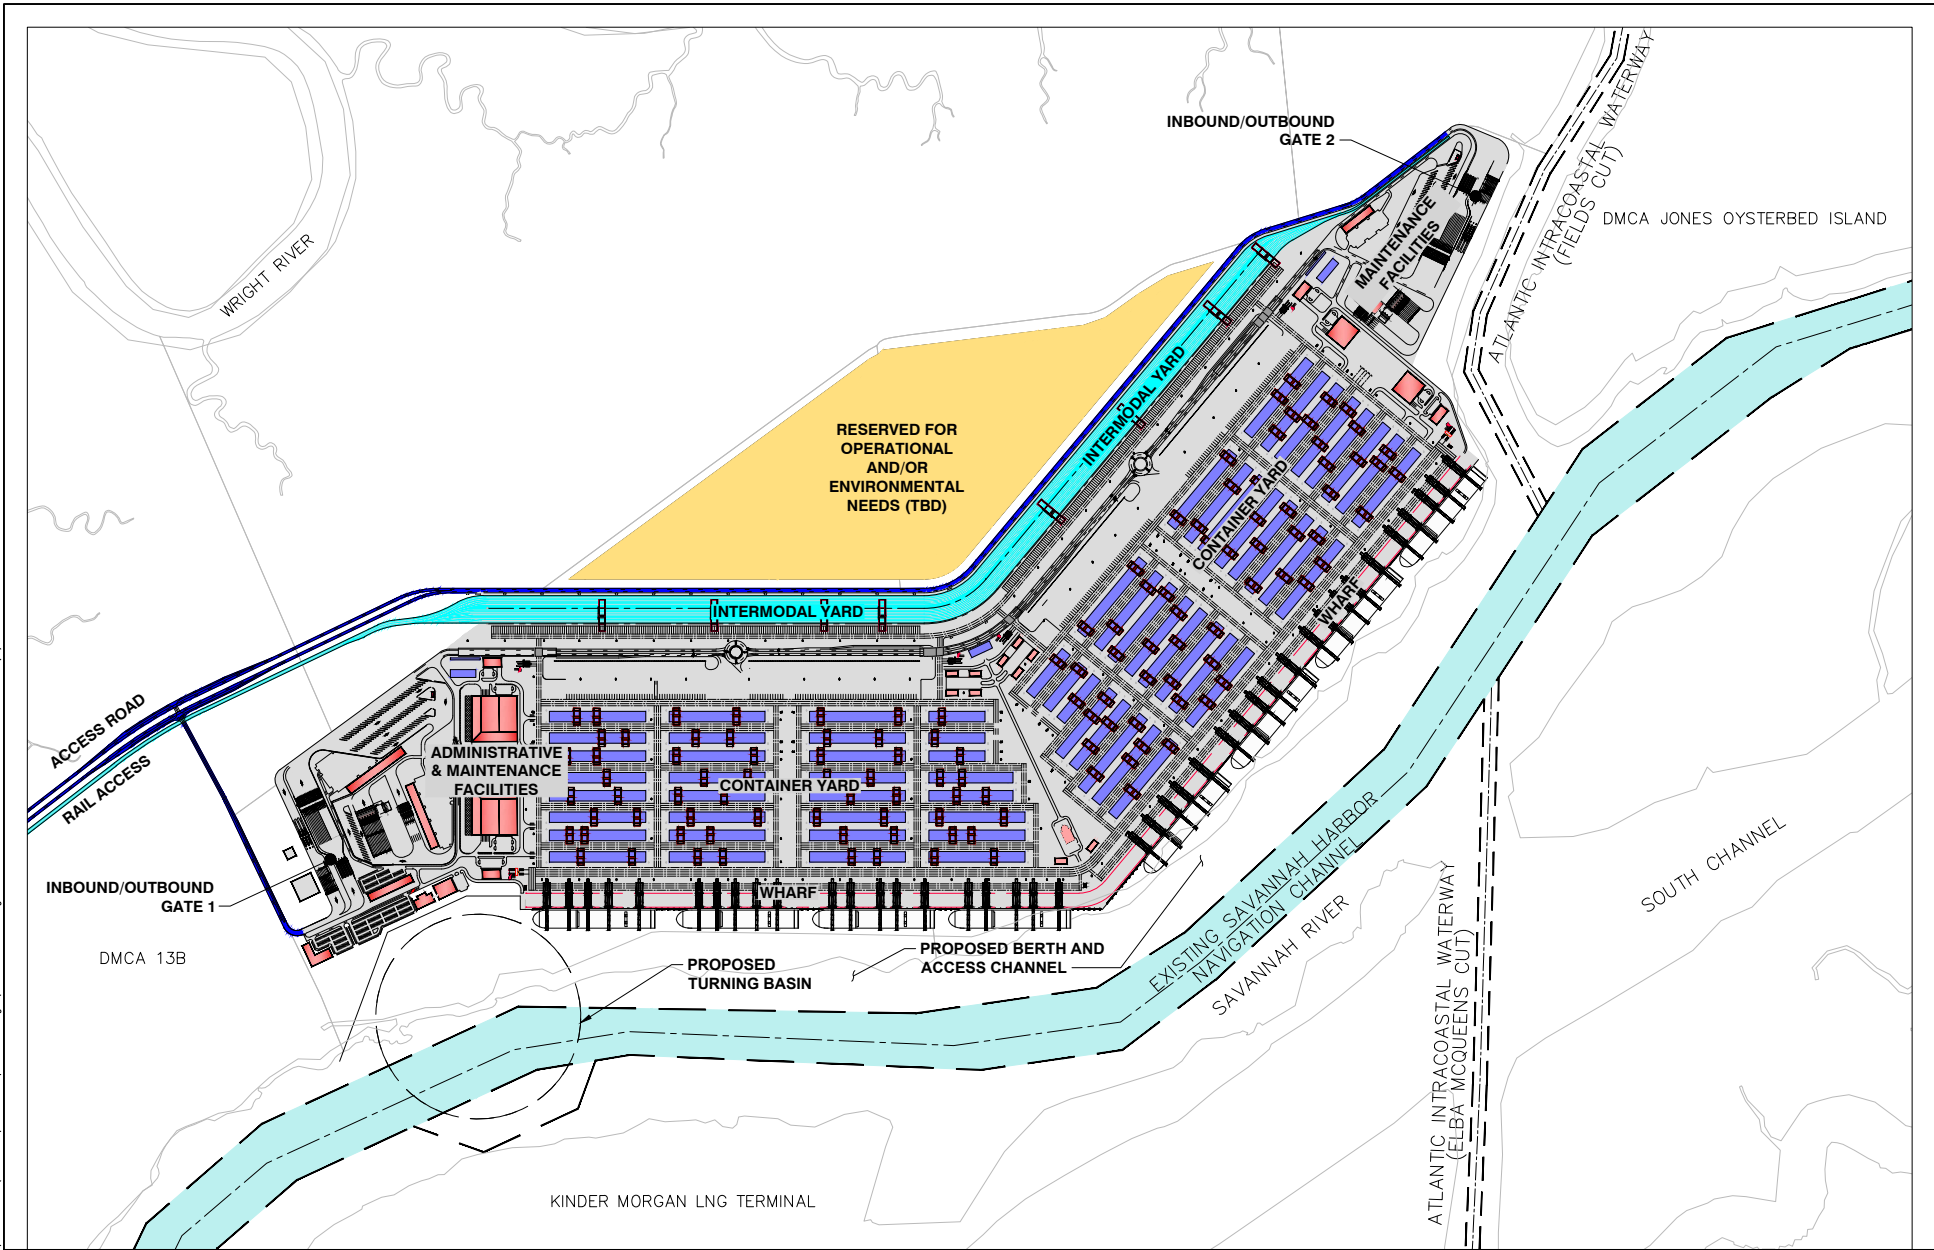 INBOUND/OUTBOUND
GATE 2
ATLANTIC INTRACOASTAL WATERWAY
(FIELDS CUT)
DMCA JONES OYSTERBED ISLAND
WRIGHT RIVER
MAINTENANCE
FACILITIES
INTERMODAL YARD
RESERVED FOR
OPERATIONAL
AND/OR
ENVIRONMENTAL
NEEDS (TBD)
CONTAINER YARD
WHARF
INTERMODAL YARD
ACCESS ROAD
RAIL ACCESS
ADMINISTRATIVE
& MAINTENANCE
FACILITIES
CONTAINER YARD
WHARF
INBOUND/OUTBOUND
GATE 1
DMCA 13B
PROPOSED
TURNING BASIN
PROPOSED BERTH AND
ACCESS CHANNEL
EXISTING SAVANNAH HARBOR
NAVIGATION CHANNEL
SAVANNAH RIVER
ATLANTIC INTRACOASTAL WATERWAY
(ELBA MCQUEENS CUT)
SOUTH CHANNEL
KINDER MORGAN LNG TERMINAL